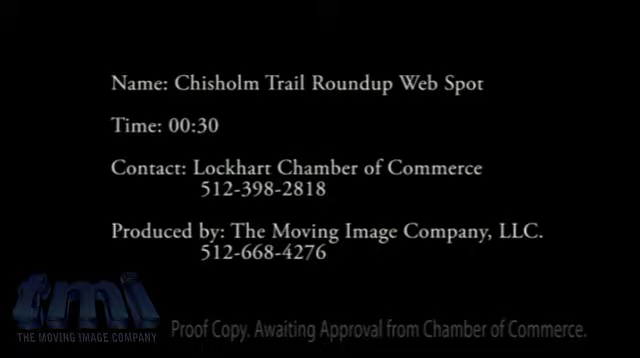 Name: Chisholm Trail Roundup Web Spot
Time: 00:30
Contact: Lockhart Chamber of Commerce
512-398-2818
Produced by: The Moving Image Company, LLC.
512-668-4276
tmi
THE MOVING IMAGE COMPANY
Proof Copy. Awaiting Approval from Chamber of Commerce.